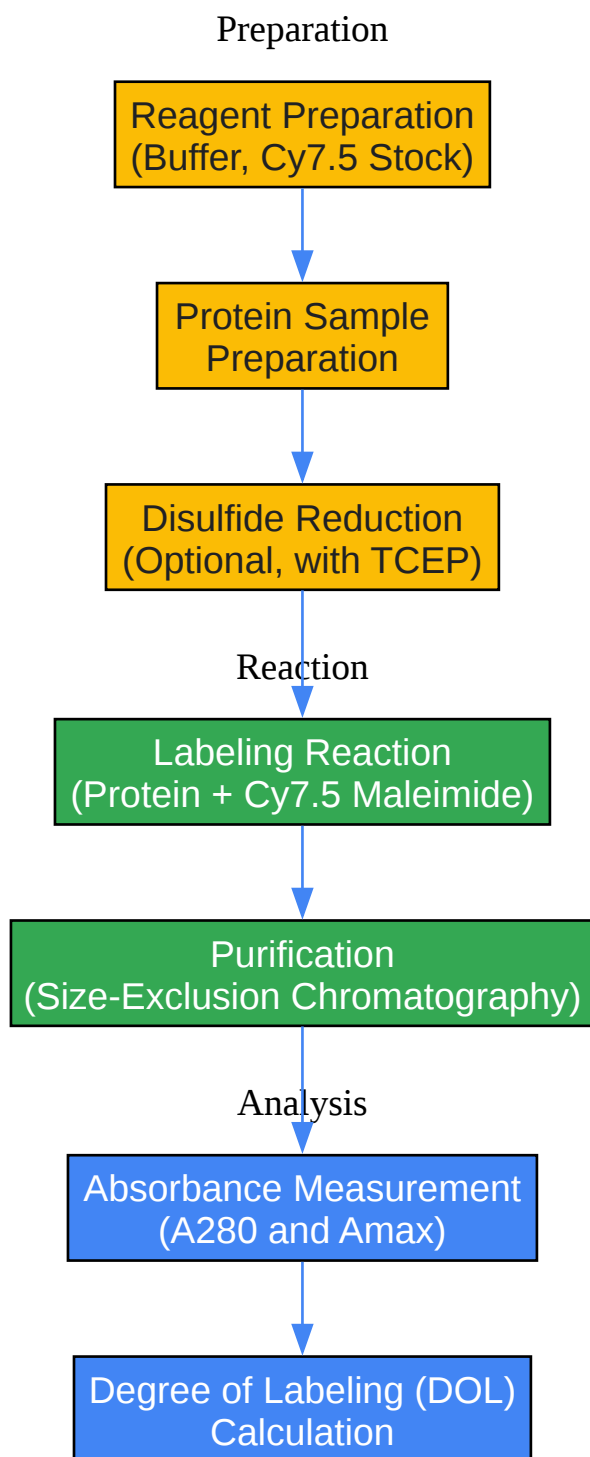 Preparation
Reagent Preparation
(Buffer, Cy7.5 Stock)
Protein Sample
Preparation
Disulfide Reduction
(Optional, with TCEP)
Reaction
Labeling Reaction
(Protein + Cy7.5 Maleimide)
Purification
(Size-Exclusion Chromatography)
Analysis
Absorbance Measurement
(A280 and Amax)
Degree of Labeling (DOL)
Calculation